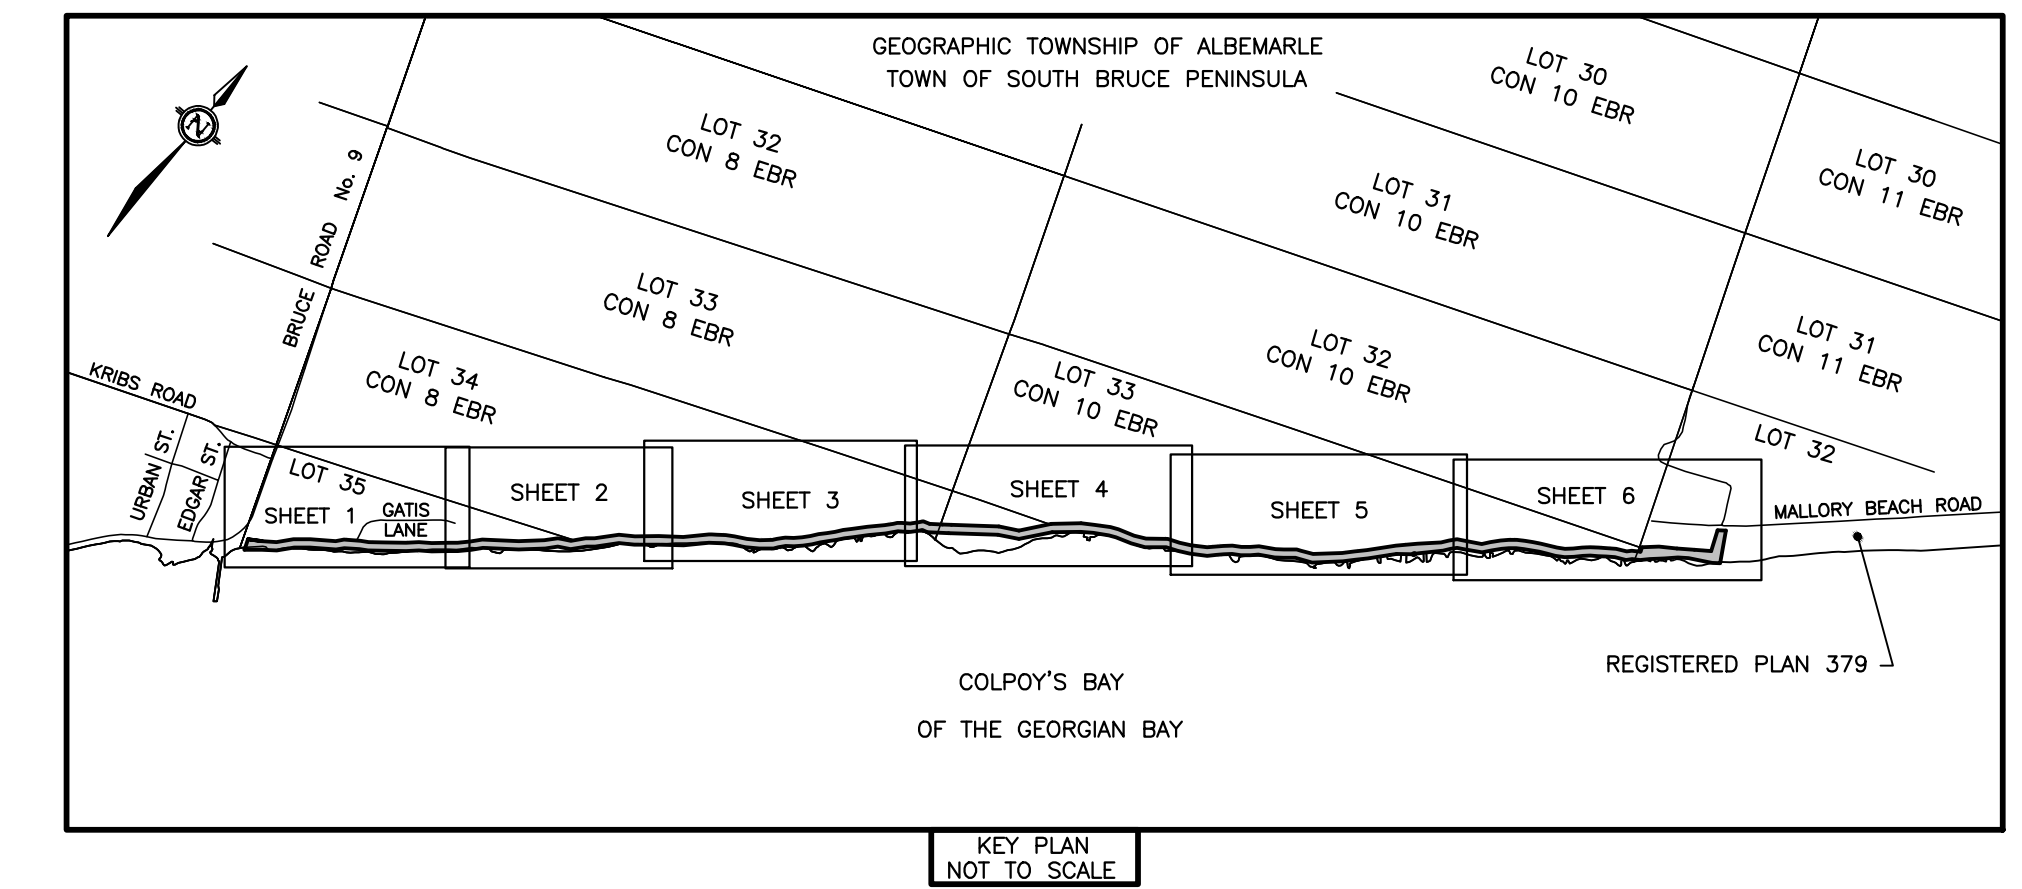 GEOGRAPHIC TOWNSHIP OF ALBEMARLE
TOWN OF SOUTH BRUCE PENINSULA
N
BRUCE ROAD No. 9
LOT 32
CON 8 EBR
LOT 30
CON 10 EBR
LOT 31
CON 10 EBR
LOT 30
CON 11 EBR
LOT 33
CON 8 EBR
LOT 32
CON 10 EBR
LOT 31
CON 11 EBR
LOT 34
CON 8 EBR
LOT 33
CON 10 EBR
LOT 32
KRIBS ROAD
URBAN ST.
EDGAR ST.
LOT 35
SHEET 1
GATIS
LANE
SHEET 2
SHEET 3
SHEET 4
SHEET 5
SHEET 6
MALLORY BEACH ROAD
REGISTERED PLAN 379
COLPOY'S BAY
OF THE GEORGIAN BAY
KEY PLAN
NOT TO SCALE